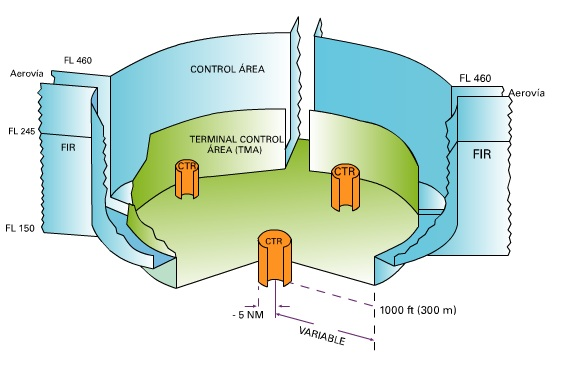 FL 460
Aerovía
CONTROL ÁREA
FL 460
Aerovía
FL 245
FIR
TERMINAL CONTROL
ÁREA (TMA)
FIR
CTR
CTR
FL 150
CTR
- 5 NM
1000 ft (300 m)
VARIABLE